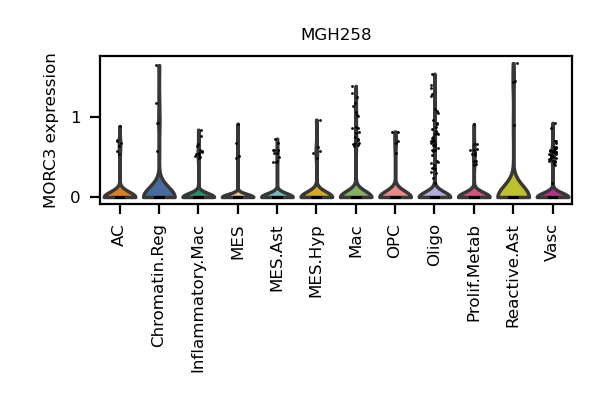 MGH258
MORC3 expression
1
0
AC
Chromatin.Reg
Inflammatory.Mac
MES
MES.Ast
MES.Hyp
Mac
OPC
Oligo
Prolif.Metab
Reactive.Ast
Vasc